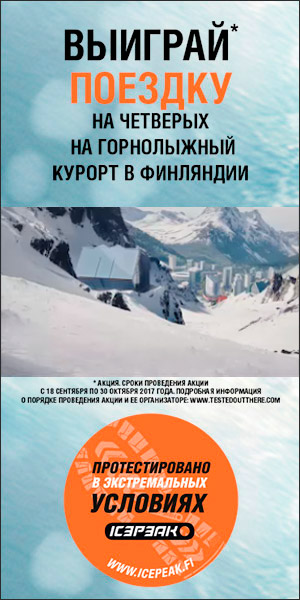 ВЫИГРАЙ*
ПОЕЗДКУ
НА ЧЕТВЕРЫХ
НА ГОРНОЛЫЖНЫЙ
КУРОРТ В ФИНЛЯНДИИ
* АКЦИЯ. СРОКИ ПРОВЕДЕНИЯ АКЦИИ
С 18 СЕНТЯБРЯ ПО 30 ОКТЯБРЯ 2017 ГОДА. ПОДРОБНАЯ ИНФОРМАЦИЯ
О ПОРЯДКЕ ПРОВЕДЕНИЯ АКЦИИ И ЕЕ ОРГАНИЗАТОРЕ: WWW.TESTEDOUTTHERE.COM
ПРОТЕСТИРОВАНО
В ЭКСТРЕМАЛЬНЫХ
УСЛОВИЯХ
ICEPEAK
WWW.ICEPEAK.FI